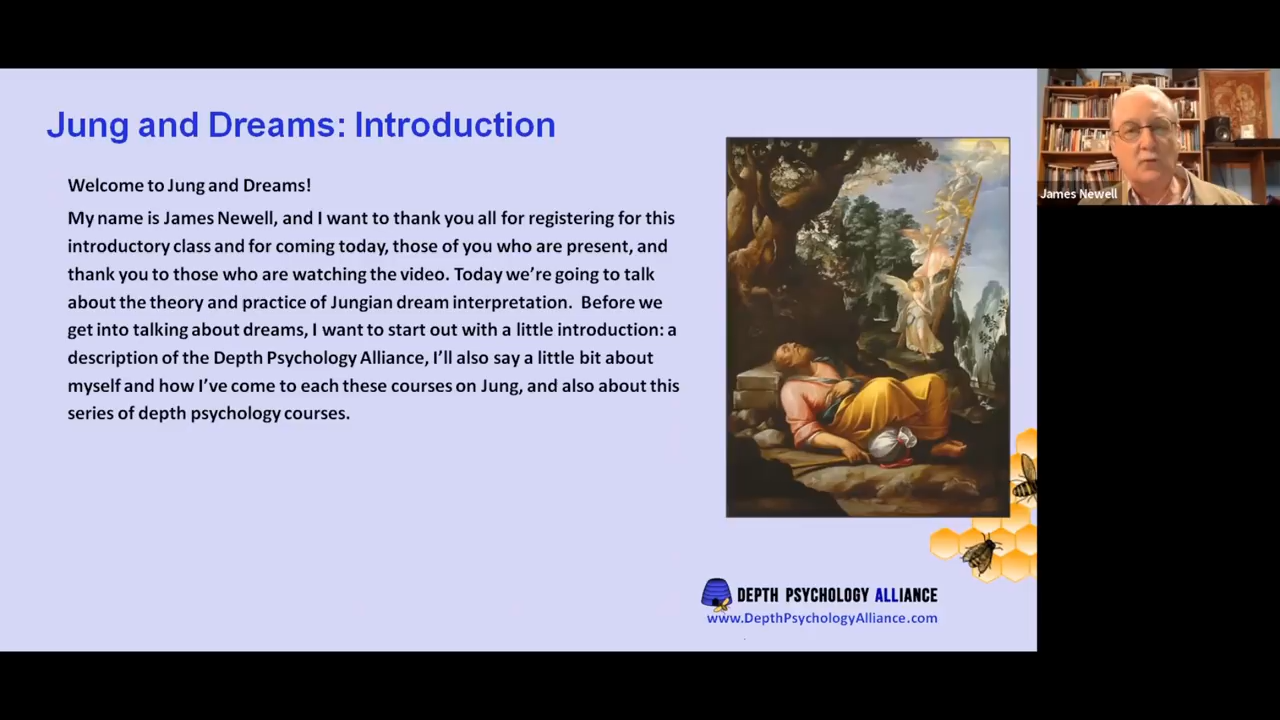 Jung and Dreams: Introduction
Welcome to Jung and Dreams!
My name is James Newell, and I want to thank you all for registering for this
introductory class and for coming today, those of you who are present, and
thank you to those who are watching the video. Today we're going to talk
about the theory and practice of Jungian dream interpretation.  Before we
get into talking about dreams, I want to start out with a little introduction: a
description of the Depth Psychology Alliance, I'll also say a little bit about
myself and how I've come to each these courses on Jung, and also about this
series of depth psychology courses.
James Newell
DEPTH PSYCHOLOGY ALLIANCE
www.DepthPsychologyAlliance.com